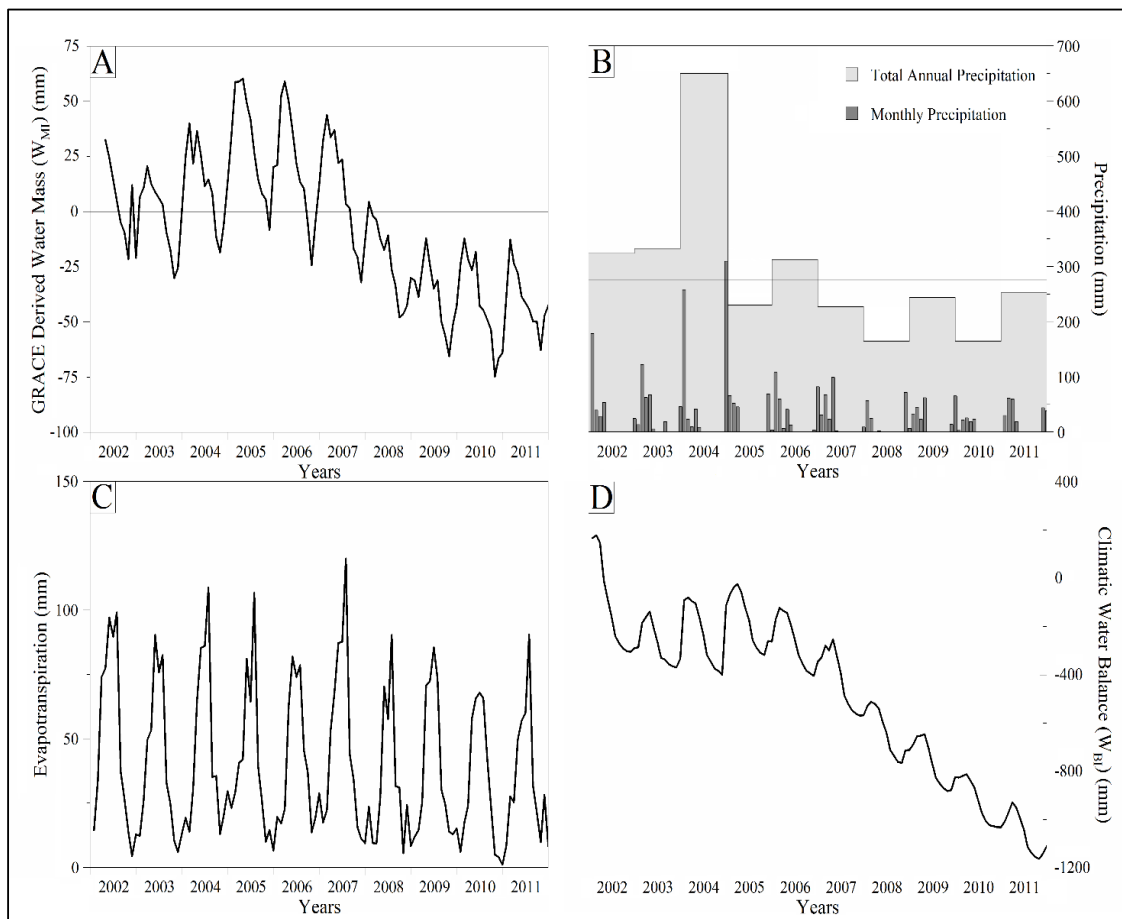 A
75
50
25
0
-25
-50
-75
-100
GRACE Derived Water Mass (W_MI) (mm)
2002 2003 2004 2005 2006 2007 2008 2009 2010 2011
Years
B
Total Annual Precipitation
Monthly Precipitation
700
600
500
400
300
200
100
0
Precipitation (mm)
2002 2003 2004 2005 2006 2007 2008 2009 2010 2011
Years
C
150
100
50
0
Evapotranspiration (mm)
2002 2003 2004 2005 2006 2007 2008 2009 2010 2011
Years
D
400
0
-400
-800
-1200
Climatic Water Balance (W_BI) (mm)
2002 2003 2004 2005 2006 2007 2008 2009 2010 2011
Years